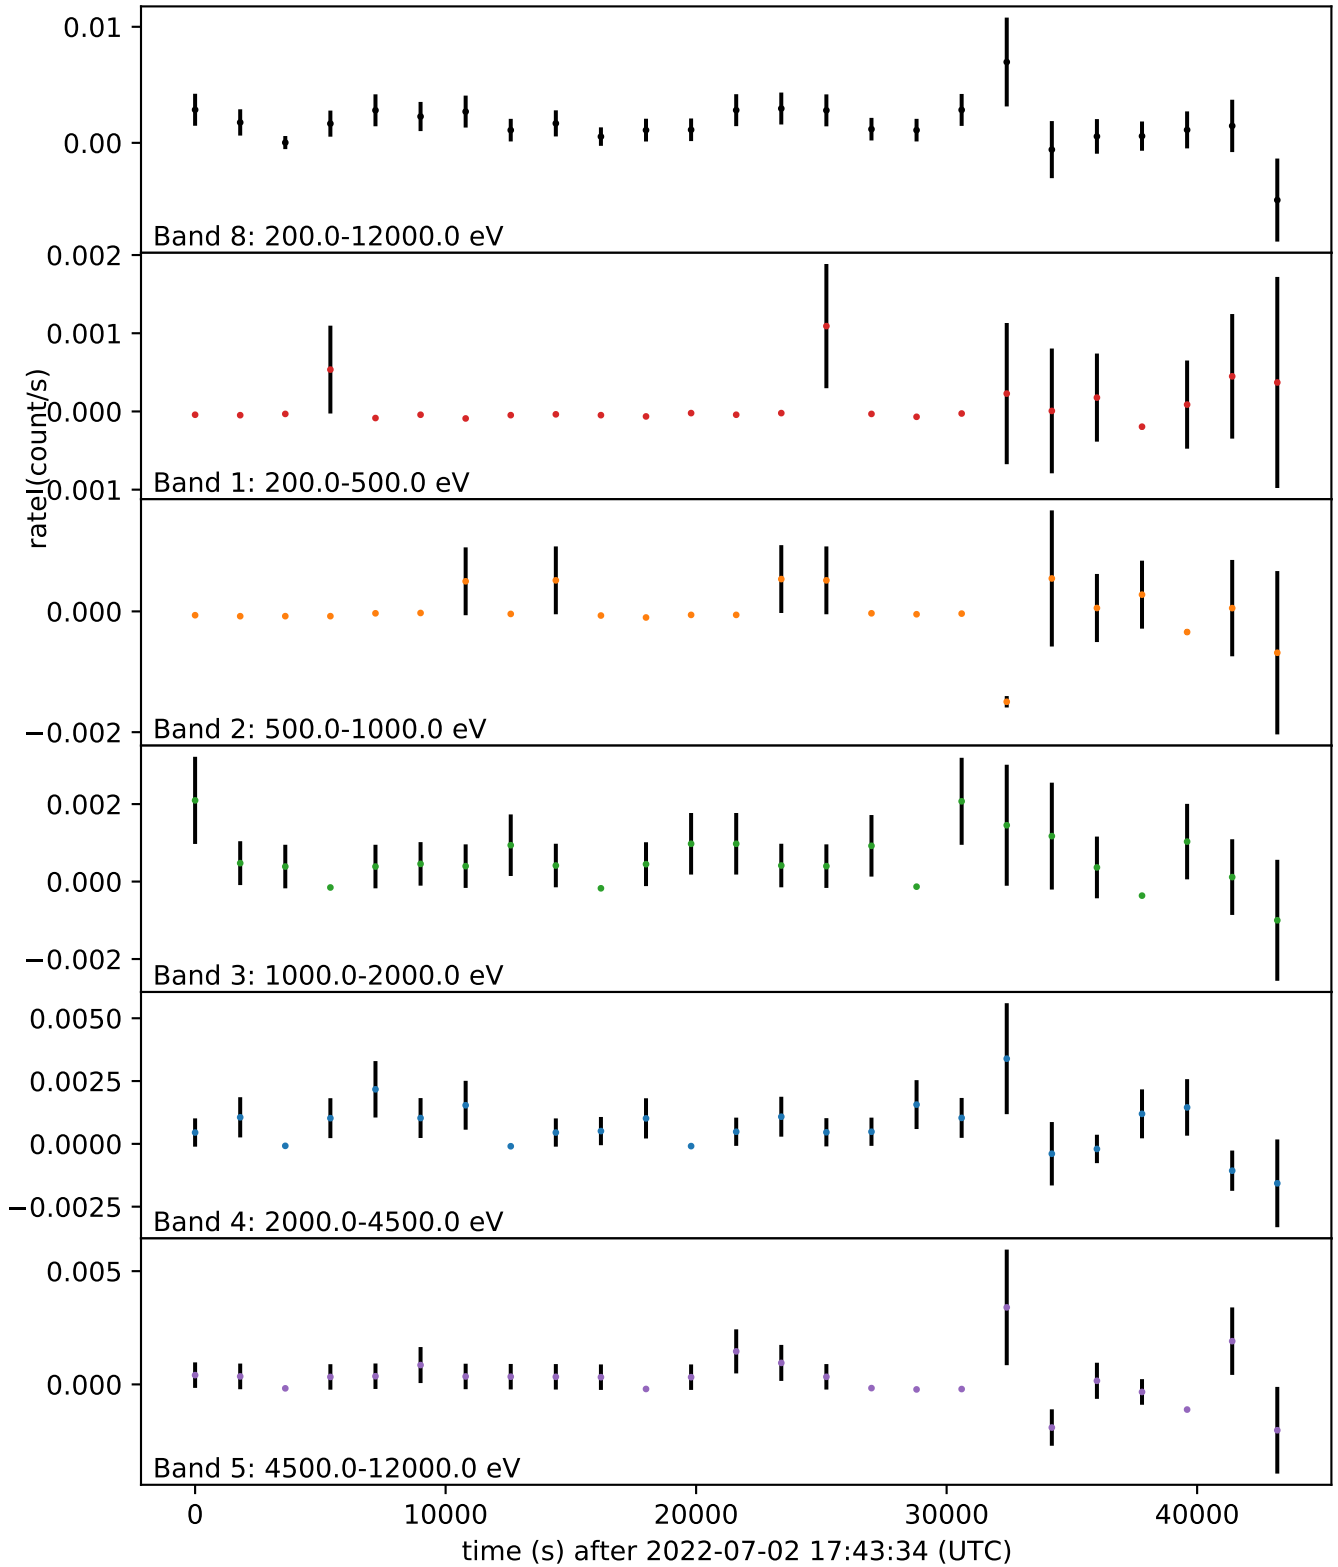 0.01
0.00
Band 8: 200.0-12000.0 eV
0.002
0.001
0.000
0.001
rate (count/s)
Band 1: 200.0-500.0 eV
0.000
−0.002
Band 2: 500.0-1000.0 eV
0.002
0.000
−0.002
Band 3: 1000.0-2000.0 eV
0.0050
0.0025
0.0000
−0.0025
Band 4: 2000.0-4500.0 eV
0.005
0.000
Band 5: 4500.0-12000.0 eV
0 10000 20000 30000 40000
time (s) after 2022-07-02 17:43:34 (UTC)